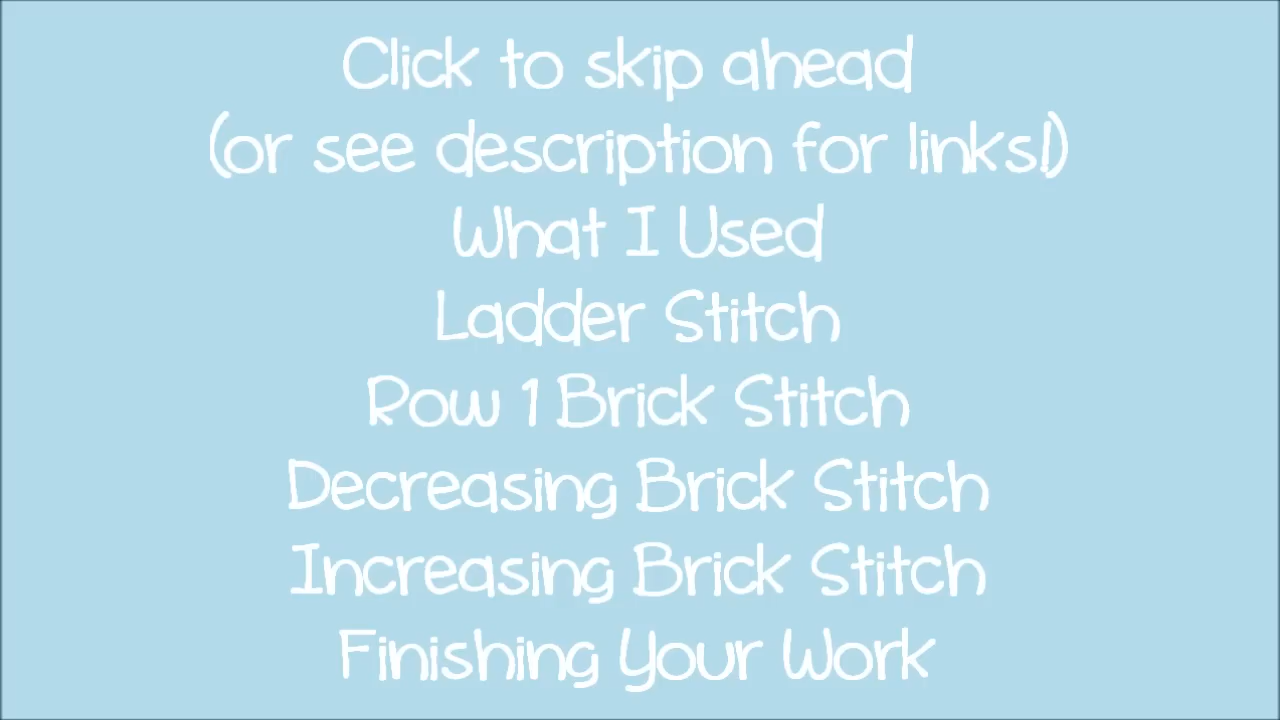 Click to skip ahead
(or see description for links!)
What I Used
Ladder Stitch
Row 1 Brick Stitch
Decreasing Brick Stitch
Increasing Brick Stitch
Finishing Your Work